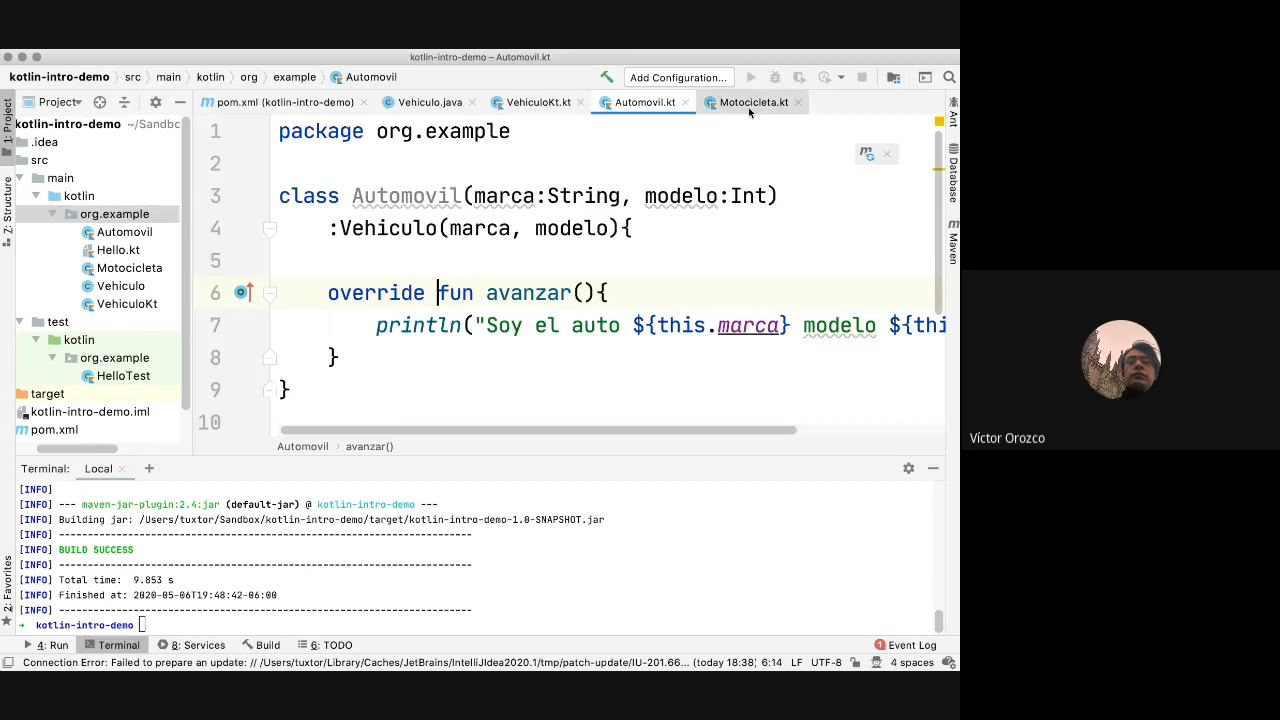 kotlin-intro-demo – Automovil.kt
kotlin-intro-demo › src › main › kotlin › org › example › Automovil
Add Configuration...
1: Project
Z: Structure
2: Favorites
Project
pom.xml (kotlin-intro-demo)
Vehiculo.java
VehiculoKt.kt
Automovil.kt
Motocicleta.kt
kotlin-intro-demo ~/Sandbo
.idea
src
main
kotlin
org.example
Automovil
Hello.kt
Motocicleta
Vehiculo
VehiculoKt
test
kotlin
org.example
HelloTest
target
kotlin-intro-demo.iml
pom.xml
1 package org.example
2
3 class Automovil(marca:String, modelo:Int)
4 :Vehiculo(marca, modelo){
5
6 override fun avanzar(){
7 println("Soy el auto ${this.marca} modelo ${thi
8 }
9 }
10
Automovil › avanzar()
Ant
Database
Maven
Terminal: Local
[INFO]
[INFO] --- maven-jar-plugin:2.4:jar (default-jar) @ kotlin-intro-demo ---
[INFO] Building jar: /Users/tuxtor/Sandbox/kotlin-intro-demo/target/kotlin-intro-demo-1.0-SNAPSHOT.jar
[INFO] ------------------------------------------------------------------------
[INFO] BUILD SUCCESS
[INFO] ------------------------------------------------------------------------
[INFO] Total time: 9.853 s
[INFO] Finished at: 2020-05-06T19:48:42-06:00
[INFO] ------------------------------------------------------------------------
→ kotlin-intro-demo
4: Run
Terminal
8: Services
Build
6: TODO
1 Event Log
Connection Error: Failed to prepare an update: // /Users/tuxtor/Library/Caches/JetBrains/IntelliJIdea2020.1/tmp/patch-update/IU-201.66... (today 18:38) 6:14 LF UTF-8 4 spaces
Víctor Orozco